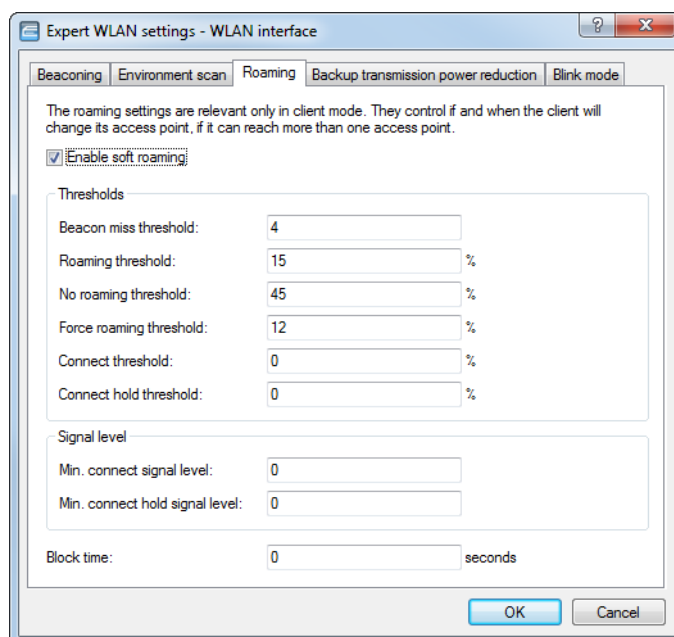 Expert WLAN settings - WLAN interface
Beaconing Environment scan Roaming Backup transmission power reduction Blink mode
The roaming settings are relevant only in client mode. They control if and when the client will
change its access point, if it can reach more than one access point.
Enable soft roaming
Thresholds
Beacon miss threshold: 4
Roaming threshold: 15 %
No roaming threshold: 45 %
Force roaming threshold: 12 %
Connect threshold: 0 %
Connect hold threshold: 0 %
Signal level
Min. connect signal level: 0
Min. connect hold signal level: 0
Block time: 0 seconds
OK Cancel